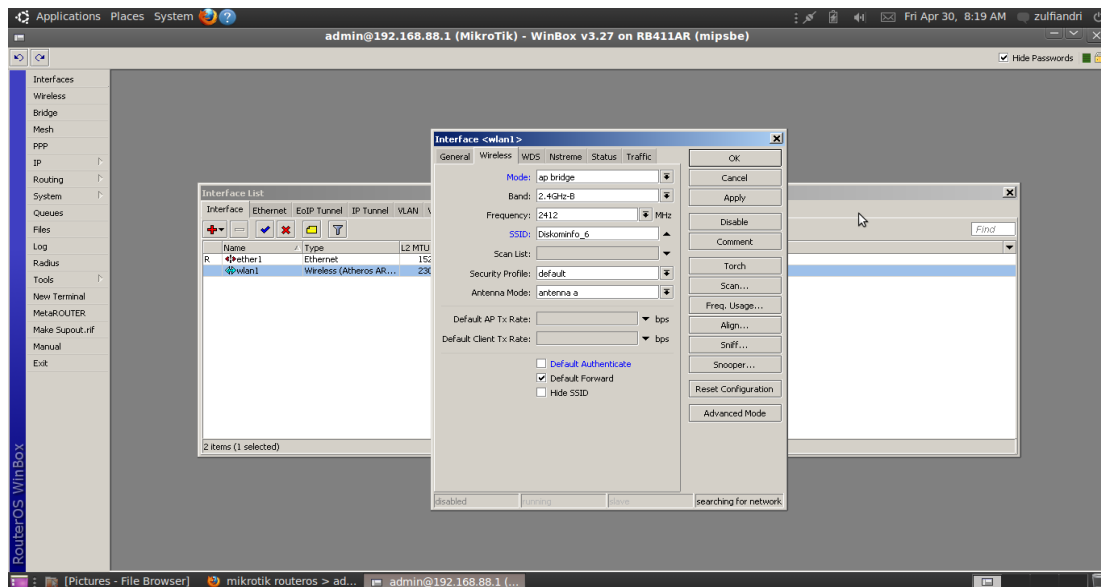 Applications Places System Fri Apr 30, 8:19 AM zulfiandri
admin@192.168.88.1 (MikroTik) - WinBox v3.27 on RB411AR (mipsbe)
Hide Passwords
Interfaces
Wireless
Bridge
Mesh
PPP
IP
Routing
System
Queues
Files
Log
Radius
Tools
New Terminal
MetaROUTER
Make Supout.rif
Manual
Exit
RouterOS WinBox
Interface List
Interface Ethernet EoIP Tunnel IP Tunnel VLAN
Find
Name Type L2 MTU
R ether1 Ethernet 152
wlan1 Wireless (Atheros AR... 230
2 items (1 selected)
Interface <wlan1>
General Wireless WDS Nstreme Status Traffic
Mode: ap bridge
Band: 2.4GHz-B
Frequency: 2412 MHz
SSID: Diskominfo_6
Scan List:
Security Profile: default
Antenna Mode: antenna a
Default AP Tx Rate: bps
Default Client Tx Rate: bps
Default Authenticate
Default Forward
Hide SSID
OK
Cancel
Apply
Disable
Comment
Torch
Scan...
Freq. Usage...
Align...
Sniff...
Snooper...
Reset Configuration
Advanced Mode
disabled running slave searching for network
[Pictures - File Browser] mikrotik routeros > ad... admin@192.168.88.1 (...